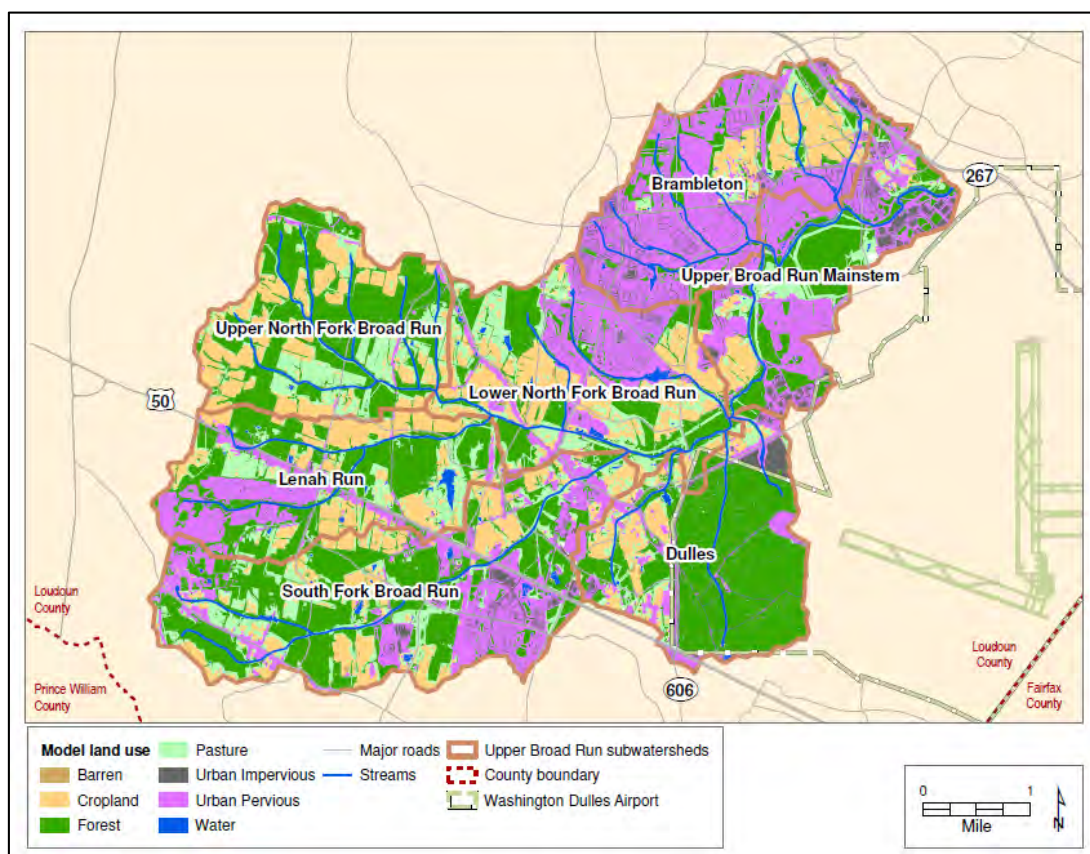 267
Brambleton
Upper Broad Run Mainstem
Upper North Fork Broad Run
Lower North Fork Broad Run
50
Lenah Run
Dulles
South Fork Broad Run
Loudoun
County
Prince William
County
606
Loudoun
County
Fairfax
County
Model land use
Barren
Cropland
Forest
Pasture
Urban Impervious
Urban Pervious
Water
Major roads
Streams
Upper Broad Run subwatersheds
County boundary
Washington Dulles Airport
0 1
Mile
N